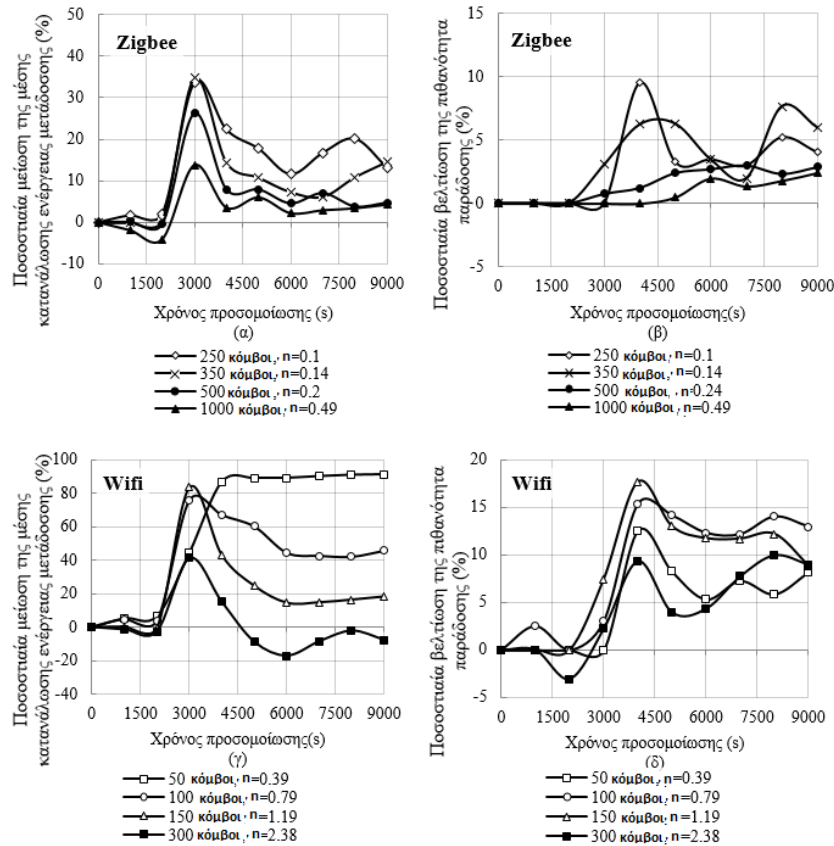 Ποσοστιαία μείωση της μέσης
κατανάλωσης ενέργειας μετάδοσσης (%)
Zigbee
50
40
30
20
10
0
-10
0 1500 3000 4500 6000 7500 9000
Χρόνος προσομοίωσης (s)
(α)
250 κόμβοι, n=0.1
350 κόμβοι, n=0.14
500 κόμβοι, n=0.2
1000 κόμβοι, n=0.49
Ποσοστιαία βελτίωση της πιθανότητα
παράδοσης (%)
Zigbee
15
10
5
0
-5
0 1500 3000 4500 6000 7500 9000
Χρόνος προσομοίωσης (s)
(β)
250 κόμβοι, n=0.1
350 κόμβοι, n=0.14
500 κόμβοι, n=0.24
1000 κόμβοι, n=0.49
Ποσοστιαία μείωση της μέσης
κατανάλωσης ενέργειας μετάδοσσης (%)
Wifi
100
80
60
40
20
0
-20
-40
0 1500 3000 4500 6000 7500 9000
Χρόνος προσομοίωσης(s)
(γ)
50 κόμβοι, n=0.39
100 κόμβοι, n=0.79
150 κόμβοι, n=1.19
300 κόμβοι, n=2.38
Ποσοστιαία βελτίωση της πιθανότητα
παράδοσης (%)
Wifi
20
15
10
5
0
-5
0 1500 3000 4500 6000 7500 9000
Χρόνος προσομοίωσης (s)
(δ)
50 κόμβοι, n=0.39
100 κόμβοι, n=0.79
150 κόμβοι, n=1.19
300 κόμβοι, n=2.38